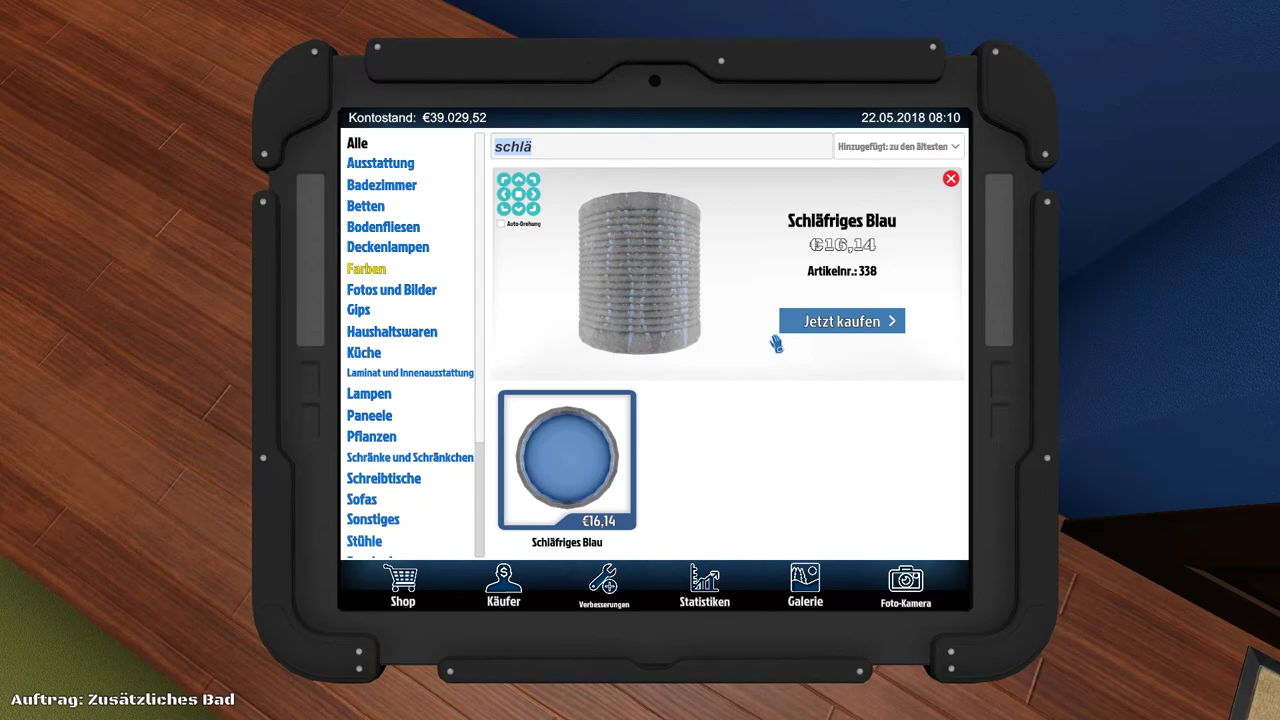 Kontostand: €39.029,52
22.05.2018 08:10
Alle
Ausstattung
Badezimmer
Betten
Bodenfliesen
Deckenlampen
Farben
Fotos und Bilder
Gips
Haushaltswaren
Küche
Laminat und Innenausstattung
Lampen
Paneele
Pflanzen
Schränke und Schränkchen
Schreibtische
Sofas
Sonstiges
Stühle
schlä
Hinzugefügt: zu den ältesten
Auto-Drehung
Schläfriges Blau
€16,14
Artikelnr.: 338
Jetzt kaufen
€16,14
Schläfriges Blau
Shop
Käufer
Verbesserungen
Statistiken
Galerie
Foto-Kamera
Auftrag: Zusätzliches Bad